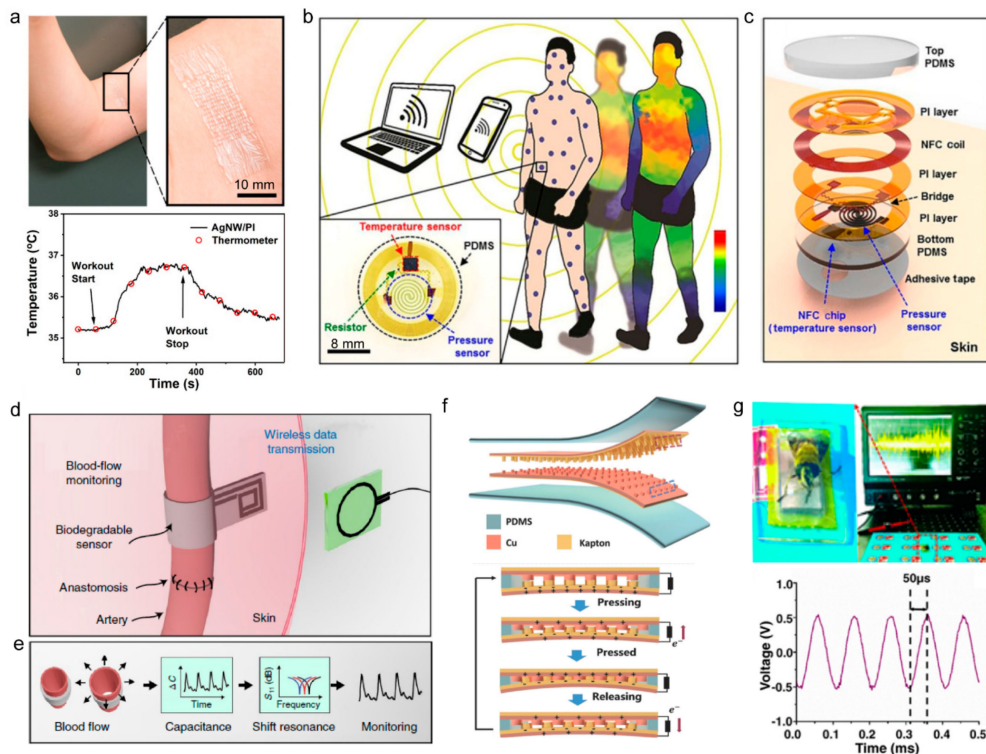 a
10 mm
Temperature (°C)
37
36
35
AgNW/PI
Thermometer
Workout
Start
Workout
Stop
0
200
400
600
Time (s)
b
Temperature sensor
PDMS
Resistor
8 mm
Pressure
sensor
c
Top
PDMS
PI layer
NFC coil
PI layer
Bridge
PI layer
Bottom
PDMS
Adhesive tape
NFC chip
(temperature sensor)
Pressure
sensor
Skin
d
Wireless data
transmission
Blood-flow
monitoring
Biodegradable
sensor
Anastomosis
Artery
Skin
e
Blood flow
ΔC
Time
Capacitance
S₁₁ (dB)
Frequency
Shift resonance
Monitoring
f
PDMS
Cu
Kapton
Pressing
e⁻
Pressed
Releasing
e⁻
g
50μs
Voltage (V)
1.0
0.5
0.0
-0.5
-1.0
0.0
0.1
0.2
0.3
0.4
0.5
Time (ms)